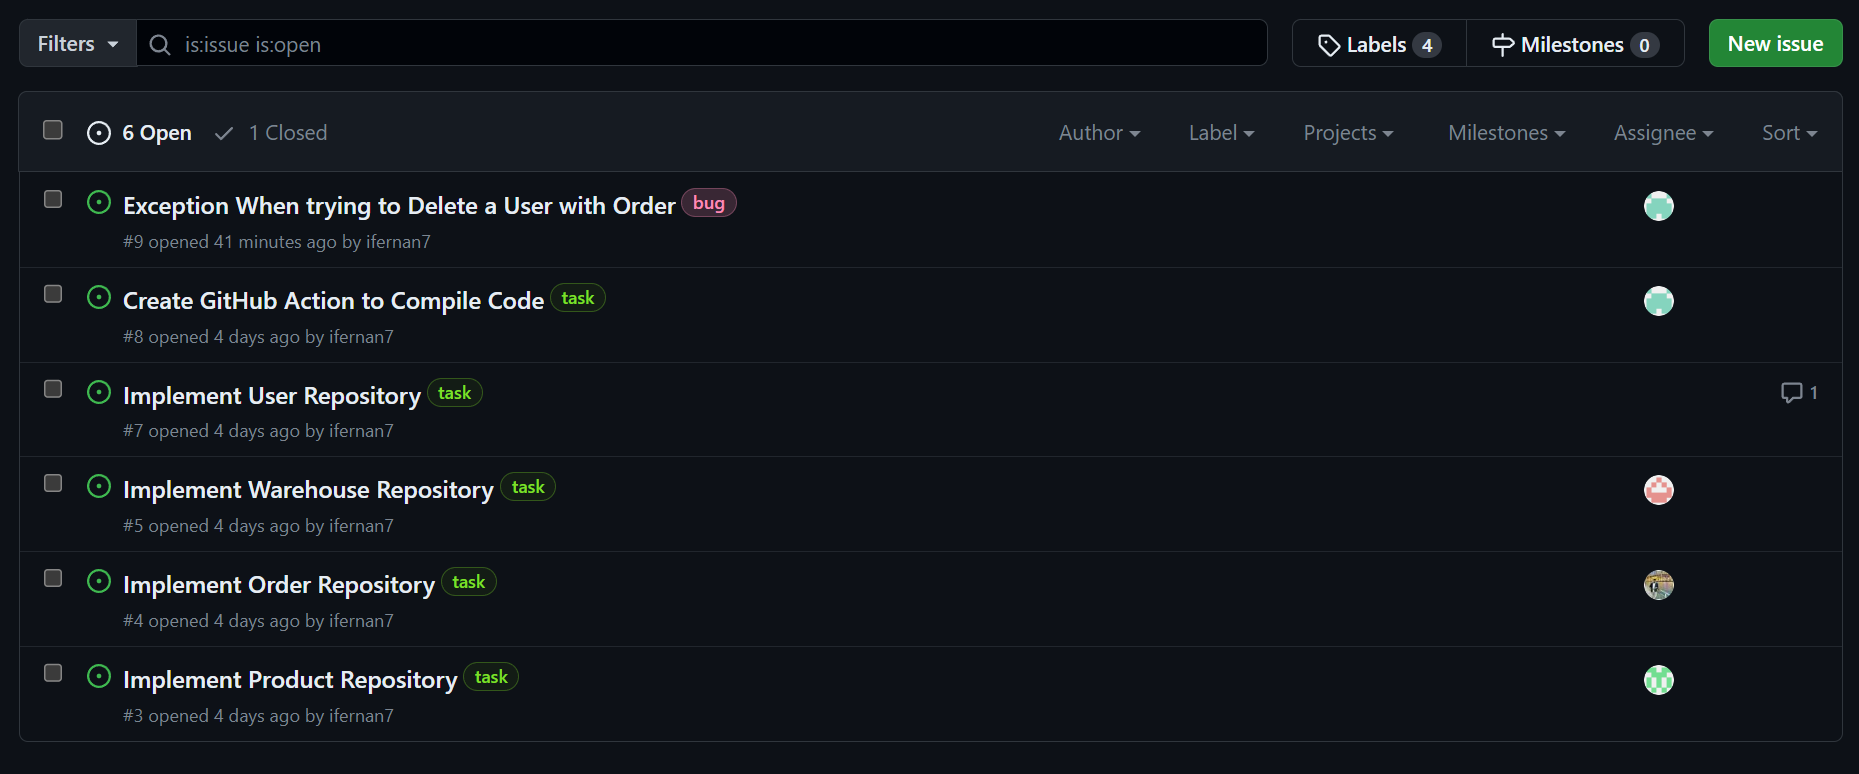 Filters is:issue is:open Labels 4 Milestones 0 New issue
6 Open 1 Closed Author Label Projects Milestones Assignee Sort
Exception When trying to Delete a User with Order bug
#9 opened 41 minutes ago by ifernan7
Create GitHub Action to Compile Code task
#8 opened 4 days ago by ifernan7
Implement User Repository task 1
#7 opened 4 days ago by ifernan7
Implement Warehouse Repository task
#5 opened 4 days ago by ifernan7
Implement Order Repository task
#4 opened 4 days ago by ifernan7
Implement Product Repository task
#3 opened 4 days ago by ifernan7